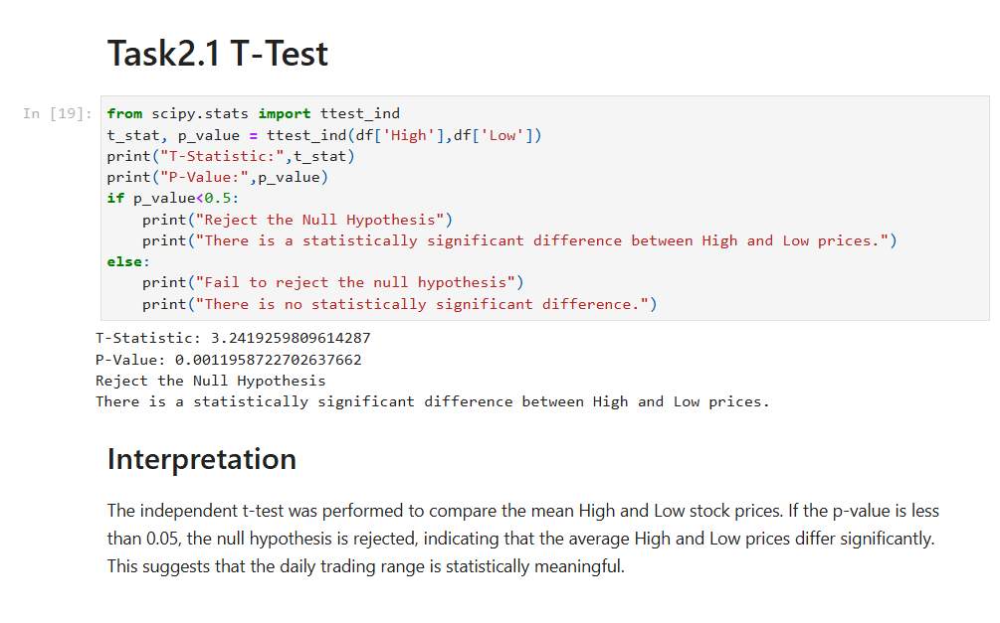 Task2.1 T-Test
In [19]:
from scipy.stats import ttest_ind
t_stat, p_value = ttest_ind(df['High'],df['Low'])
print("T-Statistic:",t_stat)
print("P-Value:",p_value)
if p_value<0.5:
    print("Reject the Null Hypothesis")
    print("There is a statistically significant difference between High and Low prices.")
else:
    print("Fail to reject the null hypothesis")
    print("There is no statistically significant difference.")
T-Statistic: 3.2419259809614287
P-Value: 0.0011958722702637662
Reject the Null Hypothesis
There is a statistically significant difference between High and Low prices.
Interpretation
The independent t-test was performed to compare the mean High and Low stock prices. If the p-value is less
than 0.05, the null hypothesis is rejected, indicating that the average High and Low prices differ significantly.
This suggests that the daily trading range is statistically meaningful.